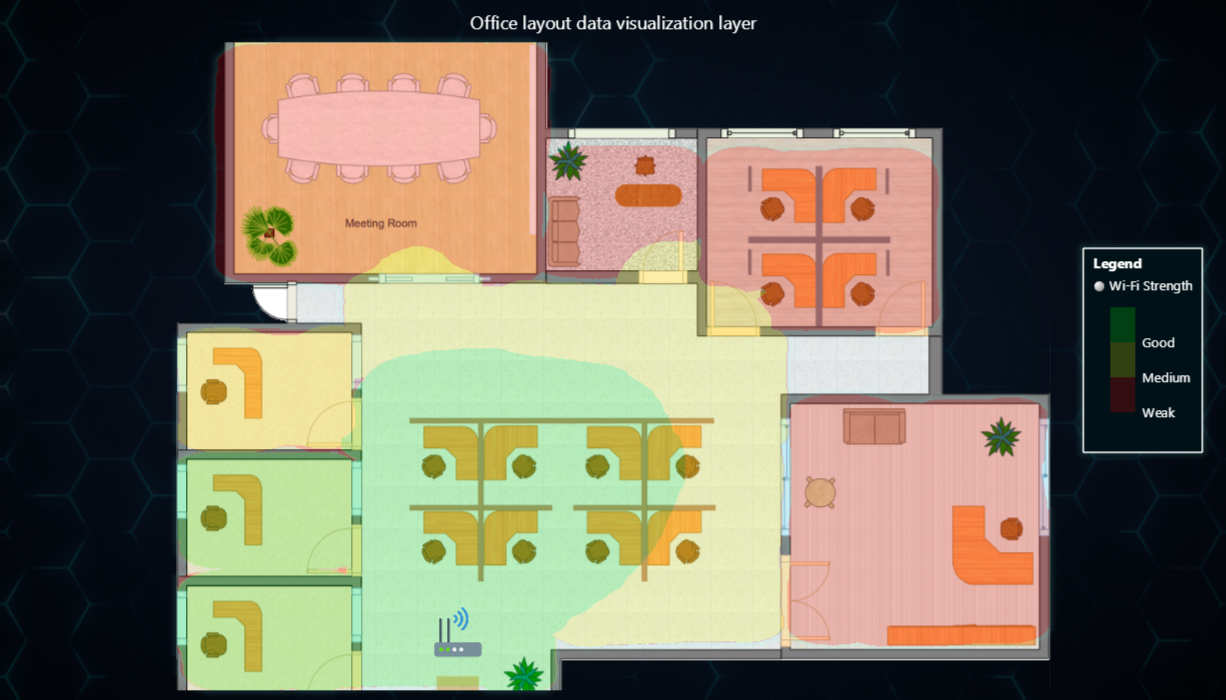 Office layout data visualization layer
Meeting Room
Legend
Wi-Fi Strength
Good
Medium
Weak